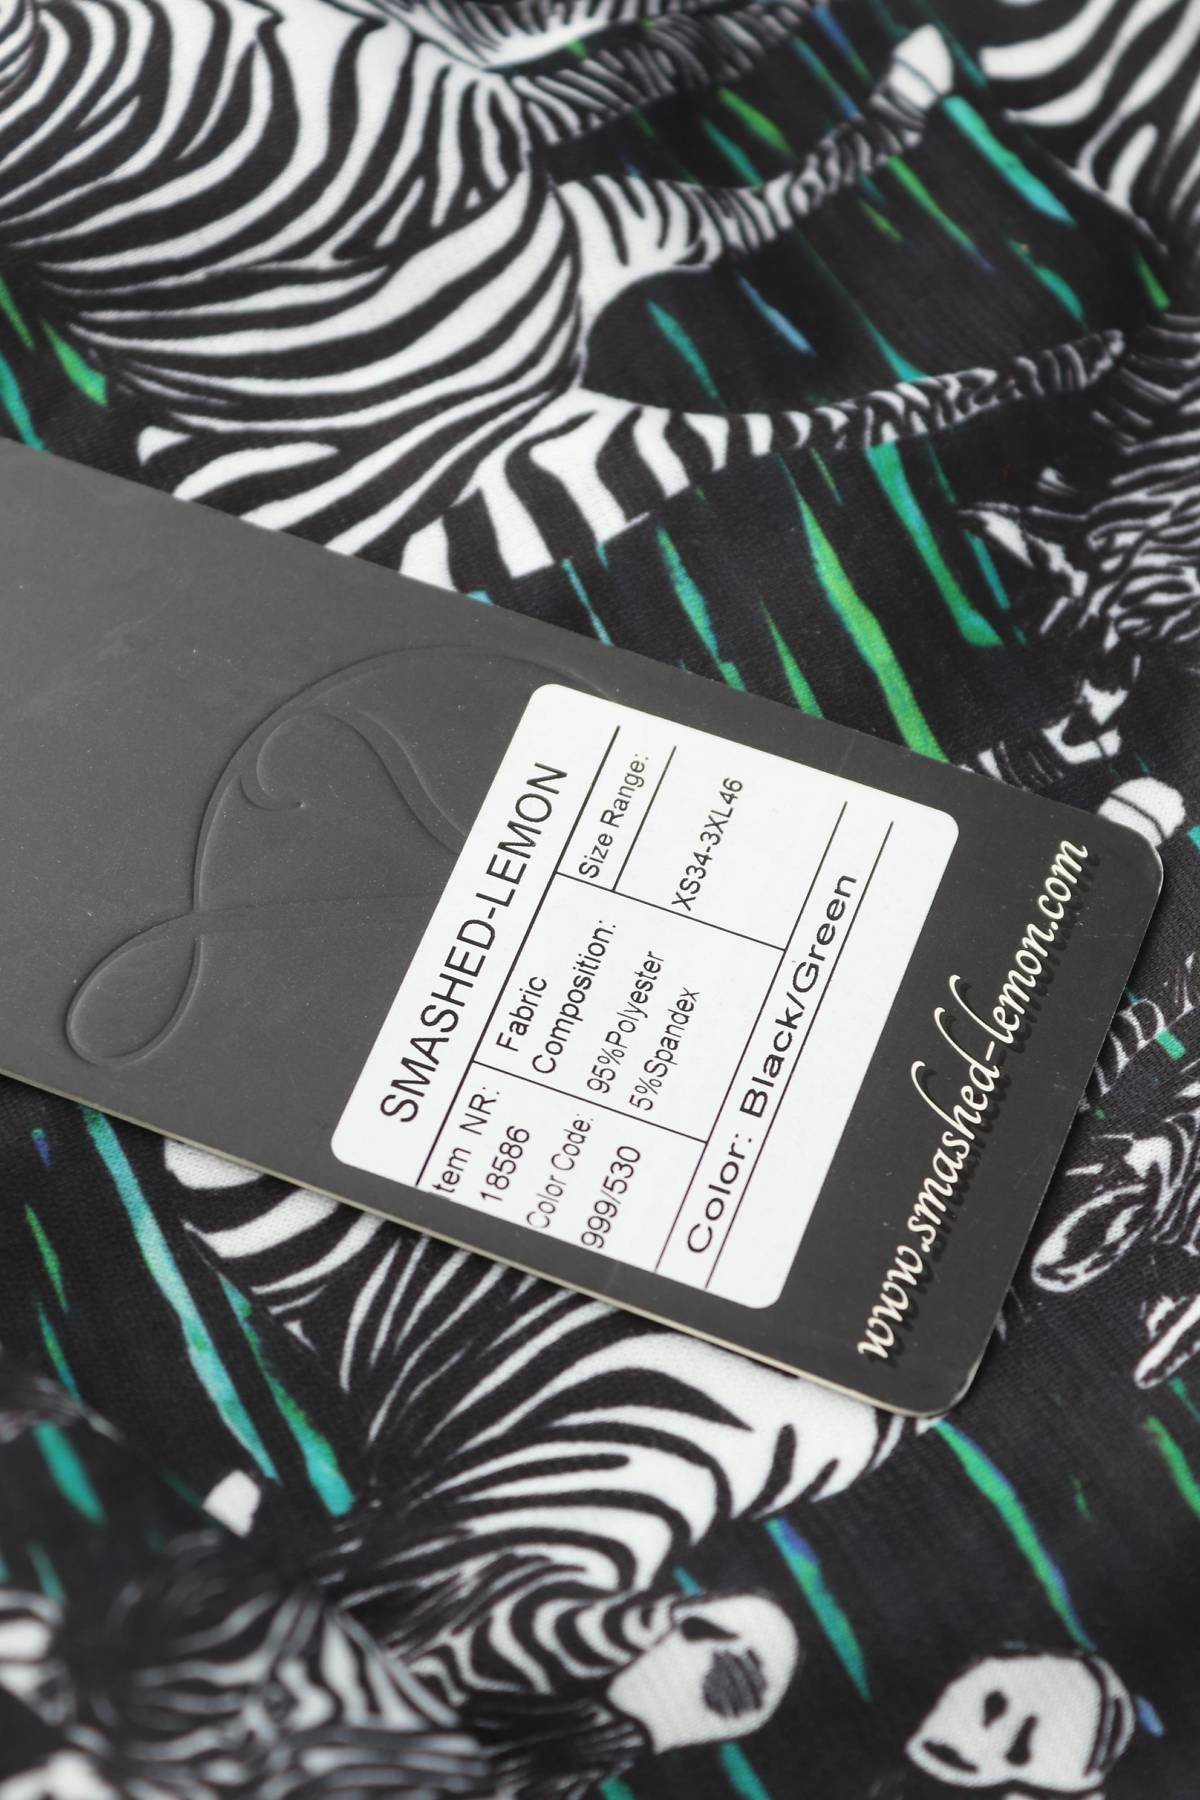 SMASHED-LEMON
tem NR:
18586
Color Code:
999/530
Fabric
Composition:
95%Polyester
5%Spandex
Size Range:
XS34-3XL46
Color: Black/Green
www.smashed-lemon.com